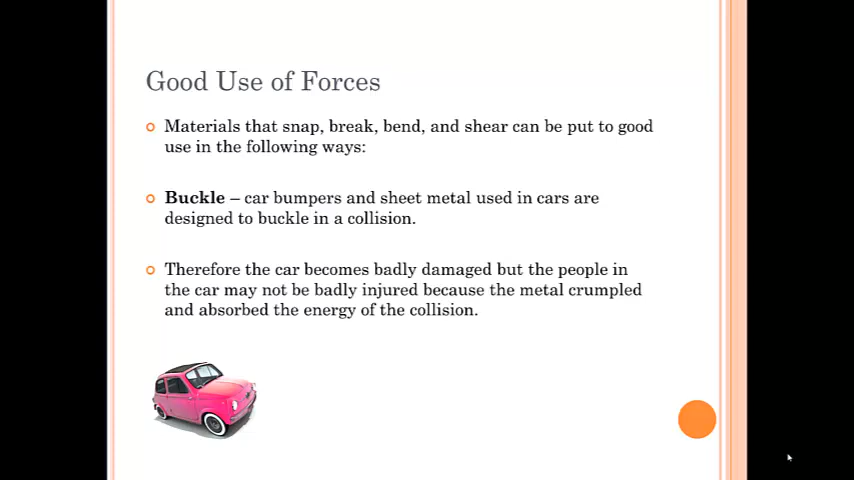 Good Use of Forces
Materials that snap, break, bend, and shear can be put to good
use in the following ways:
Buckle – car bumpers and sheet metal used in cars are
designed to buckle in a collision.
Therefore the car becomes badly damaged but the people in
the car may not be badly injured because the metal crumpled
and absorbed the energy of the collision.